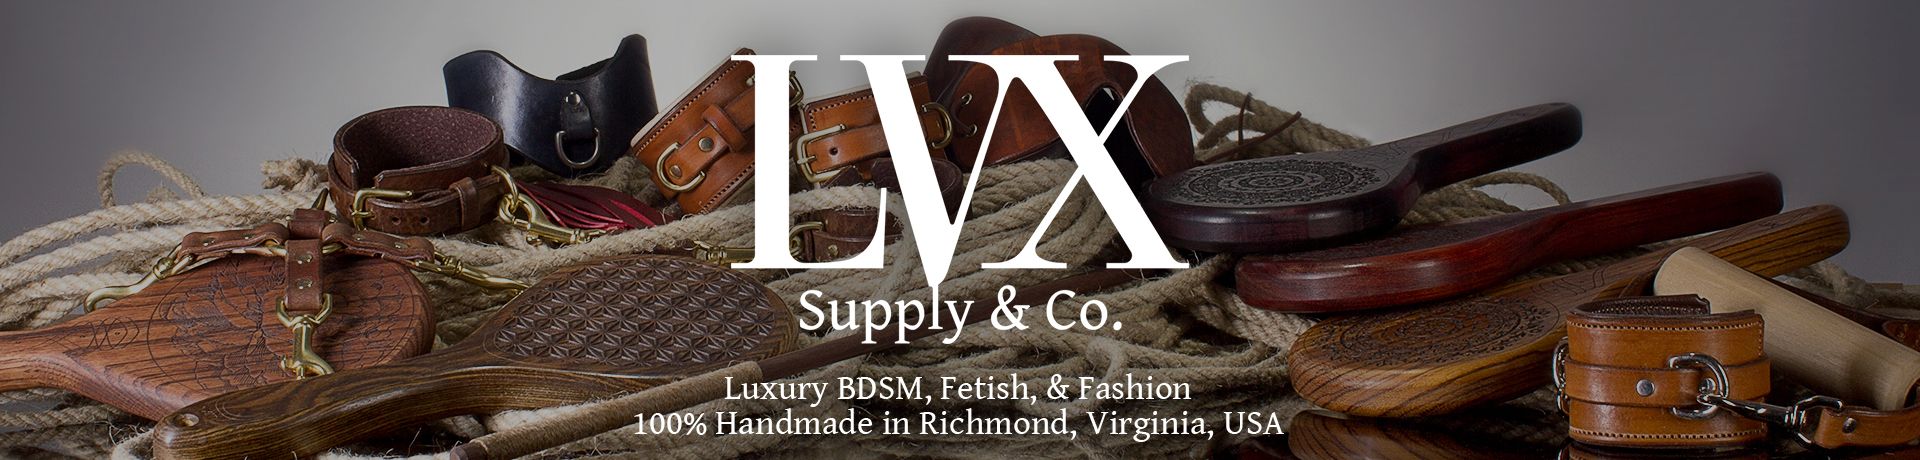 LVX
Supply & Co.
Luxury BDSM, Fetish, & Fashion
100% Handmade in Richmond, Virginia, USA